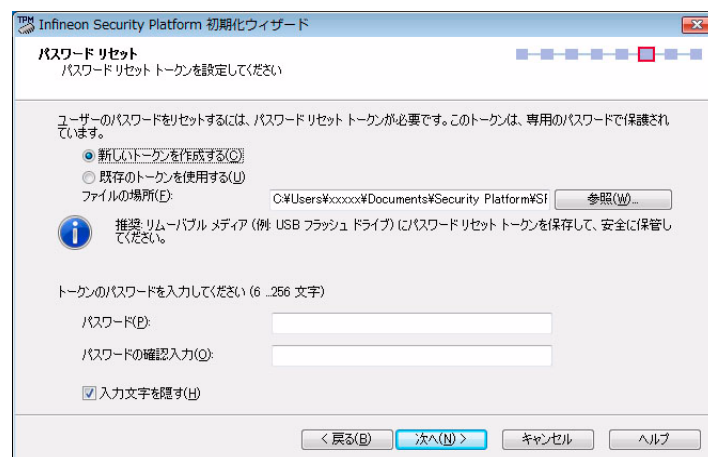 TPM Infineon Security Platform 初期化ウィザード
パスワード リセット
パスワード リセット トークンを設定してください
ユーザーのパスワードをリセットするには、パスワード リセット トークンが必要です。このトークンは、専用のパスワードで保護され
ています。
新しいトークンを作成する(C)
既存のトークンを使用する(U)
ファイルの場所(F): C:¥Users¥xxxxx¥Documents¥Security Platform¥SF 参照(W)...
推奨: リムーバブル メディア (例: USB フラッシュ ドライブ) にパスワード リセット トークンを保存して、安全に保管し
てください。
トークンのパスワードを入力してください (6 ..256 文字)
パスワード(P):
パスワードの確認入力(O):
入力文字を隠す(H)
< 戻る(B) 次へ(N) > キャンセル ヘルプ